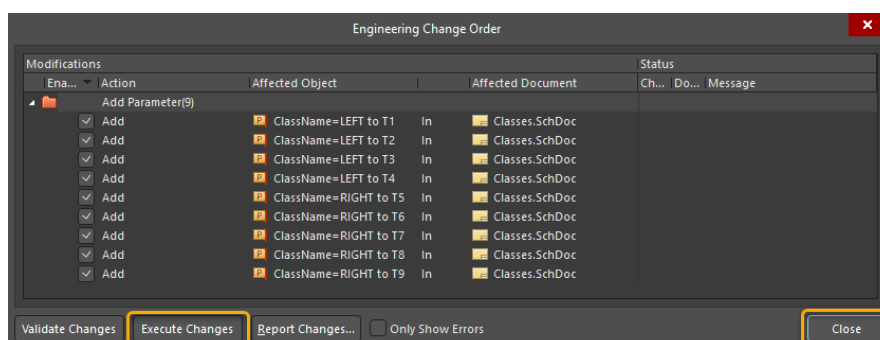 Engineering Change Order
Modifications Status
Ena... Action Affected Object Affected Document Ch... Do... Message
Add Parameter(9)
Add P ClassName=LEFT to T1 In Classes.SchDoc
Add P ClassName=LEFT to T2 In Classes.SchDoc
Add P ClassName=LEFT to T3 In Classes.SchDoc
Add P ClassName=LEFT to T4 In Classes.SchDoc
Add P ClassName=RIGHT to T5 In Classes.SchDoc
Add P ClassName=RIGHT to T6 In Classes.SchDoc
Add P ClassName=RIGHT to T7 In Classes.SchDoc
Add P ClassName=RIGHT to T8 In Classes.SchDoc
Add P ClassName=RIGHT to T9 In Classes.SchDoc
Validate Changes Execute Changes Report Changes... Only Show Errors Close